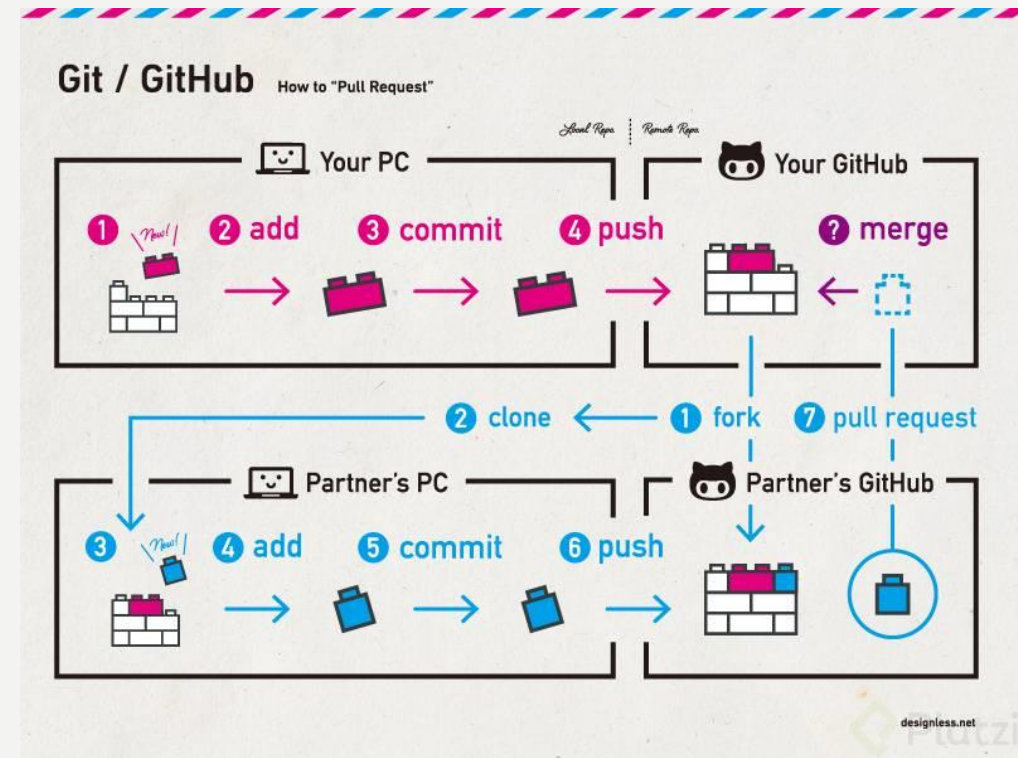 Git / GitHub How to "Pull Request"
Local Repo Remote Repo
Your PC
Your GitHub
1 New! 2 add 3 commit 4 push
? merge
2 clone 1 fork 7 pull request
Partner's PC
Partner's GitHub
3 New! 4 add 5 commit 6 push
designless.net
Platzi